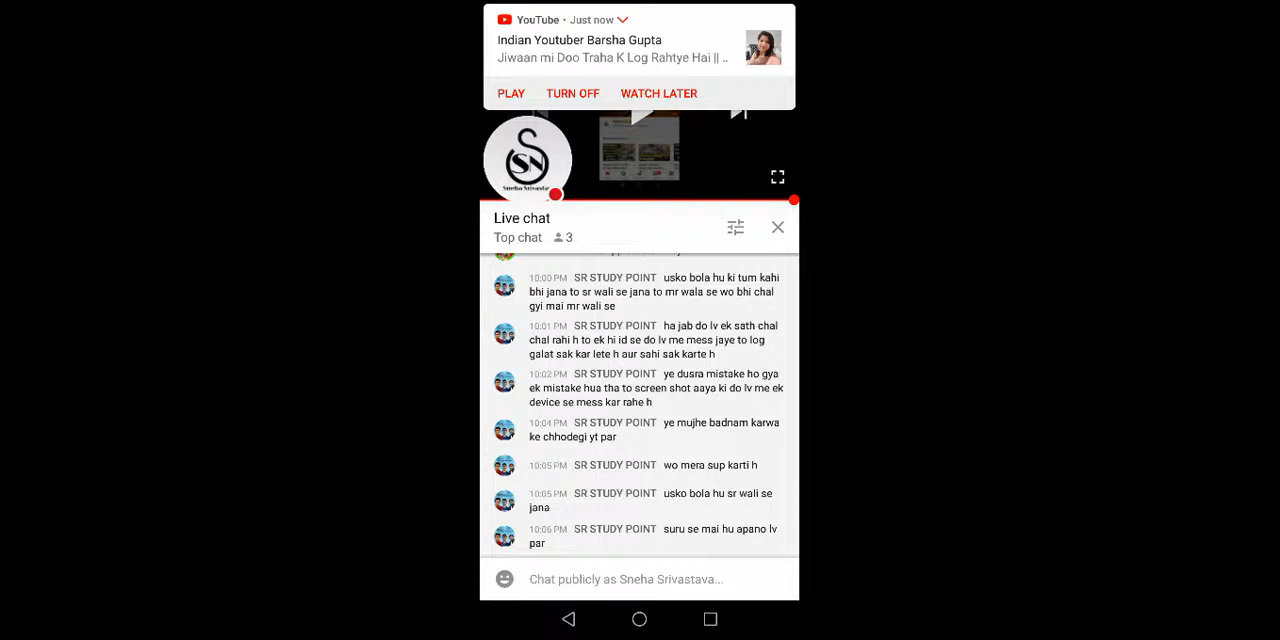 YouTube • Just now
Indian Youtuber Barsha Gupta
Jiwaan mi Doo Traha K Log Rahtye Hai || ..
PLAY TURN OFF WATCH LATER
SN
Sneha Srivastava
Live chat
Top chat 3
10:00 PM SR STUDY POINT usko bola hu ki tum kahi
bhi jana to sr wali se jana to mr wala se wo bhi chal
gyi mai mr wali se
10:01 PM SR STUDY POINT ha jab do lv ek sath chal
chal rahi h to ek hi id se do lv me mess jaye to log
galat sak kar lete h aur sahi sak karte h
10:02 PM SR STUDY POINT ye dusra mistake ho gya
ek mistake hua tha to screen shot aaya ki do lv me ek
device se mess kar rahe h
10:04 PM SR STUDY POINT ye mujhe badnam karwa
ke chhodegi yt par
10:05 PM SR STUDY POINT wo mera sup karti h
10:05 PM SR STUDY POINT usko bola hu sr wali se
jana
10:06 PM SR STUDY POINT suru se mai hu apano lv
par
Chat publicly as Sneha Srivastava...